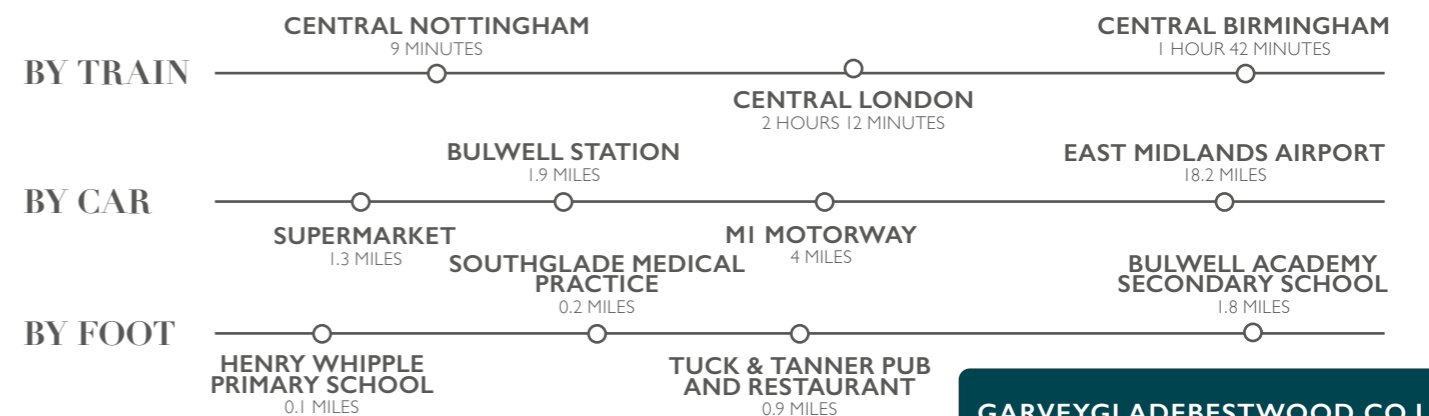 BY TRAIN
CENTRAL NOTTINGHAM
9 MINUTES
CENTRAL LONDON
2 HOURS 12 MINUTES
CENTRAL BIRMINGHAM
1 HOUR 42 MINUTES
BY CAR
SUPERMARKET
1.3 MILES
BULWELL STATION
1.9 MILES
M1 MOTORWAY
4 MILES
EAST MIDLANDS AIRPORT
18.2 MILES
BY FOOT
HENRY WHIPPLE
PRIMARY SCHOOL
0.1 MILES
SOUTHGLADE MEDICAL
PRACTICE
0.2 MILES
TUCK & TANNER PUB
AND RESTAURANT
0.9 MILES
BULWELL ACADEMY
SECONDARY SCHOOL
1.8 MILES